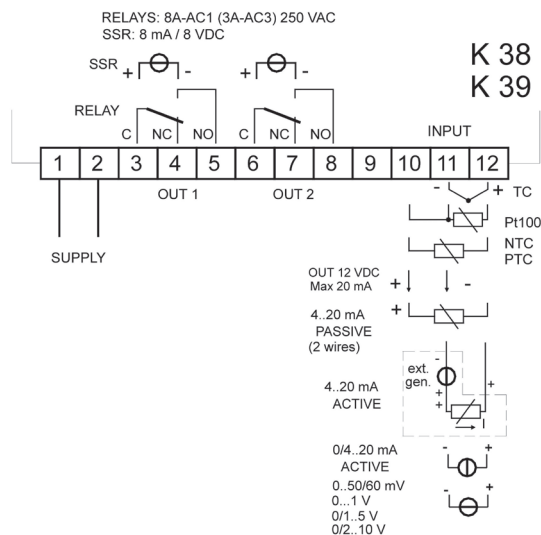 RELAYS: 8A-AC1 (3A-AC3) 250 VAC
SSR: 8 mA / 8 VDC
K 38
K 39
SSR + - + -
RELAY
C NC NO C NC NO INPUT
1 2 3 4 5 6 7 8 9 10 11 12
OUT 1 OUT 2
- + TC
Pt100
SUPPLY
NTC
PTC
OUT 12 VDC
Max 20 mA
+ -
4..20 mA
PASSIVE
(2 wires)
+
-
ext.
gen.
+
+
+
4..20 mA
ACTIVE
I
0/4..20 mA
ACTIVE
- +
0..50/60 mV
0...1 V
0/1..5 V
0/2..10 V
- +